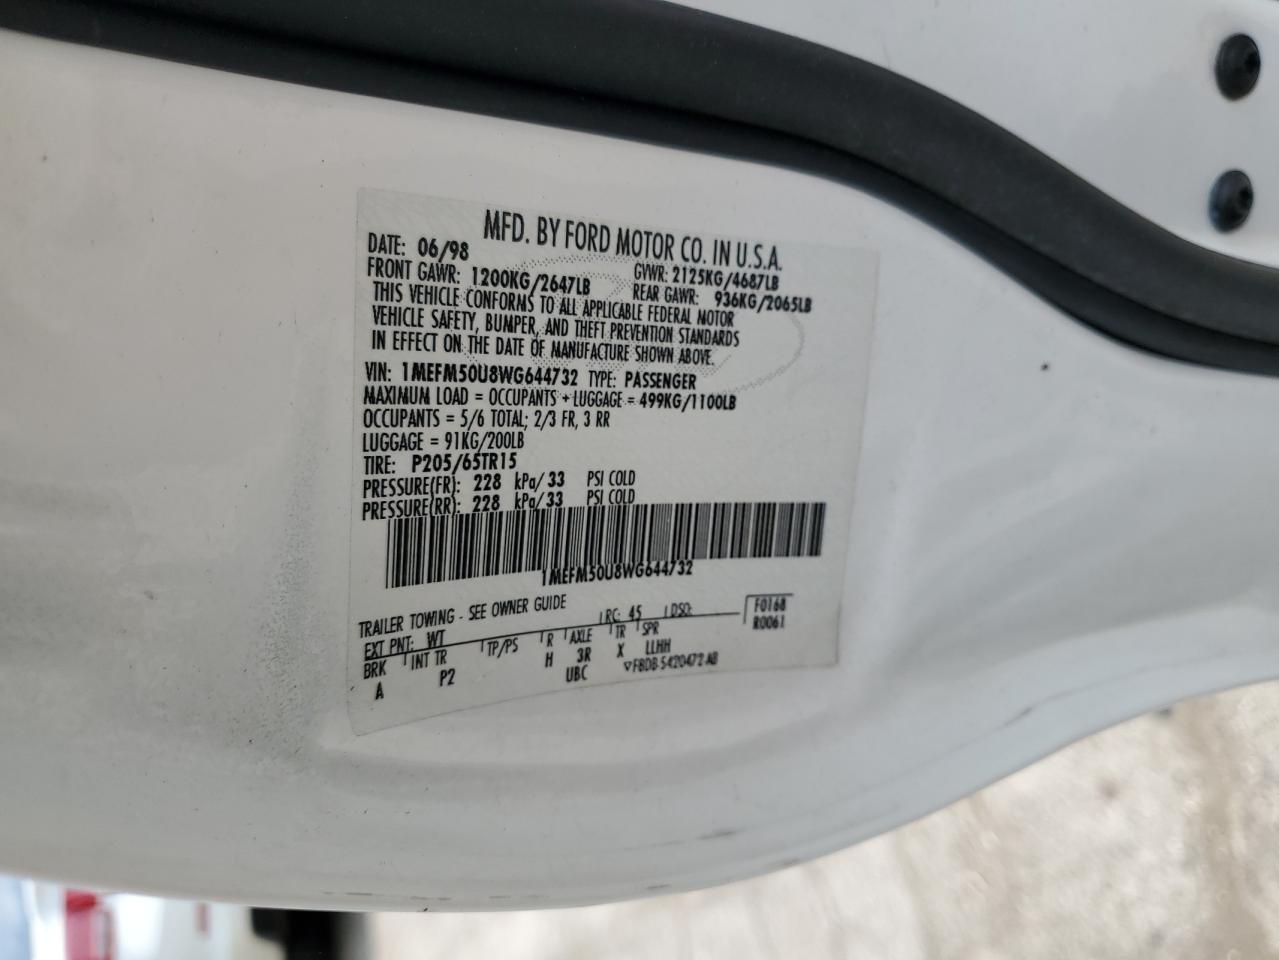 MFD. BY FORD MOTOR CO. IN U.S.A.
DATE: 06/98 GVWR: 2125KG/4687LB
FRONT GAWR: 1200KG/2647LB REAR GAWR: 936KG/2065LB
THIS VEHICLE CONFORMS TO ALL APPLICABLE FEDERAL MOTOR
VEHICLE SAFETY, BUMPER, AND THEFT PREVENTION STANDARDS
IN EFFECT ON THE DATE OF MANUFACTURE SHOWN ABOVE.
VIN: 1MEFM50U8WG644732 TYPE: PASSENGER
MAXIMUM LOAD = OCCUPANTS + LUGGAGE = 499KG/1100LB
OCCUPANTS = 5/6 TOTAL; 2/3 FR, 3 RR
LUGGAGE = 91KG/200LB
TIRE: P205/65TR15
PRESSURE(FR): 228 kPa/33 PSI COLD
PRESSURE(RR): 228 kPa/33 PSI COLD
1MEFM50U8WG644732
TRAILER TOWING - SEE OWNER GUIDE
EXT PNT: WT RC: 45 DSO: F0168
R0061
BRK INT TR TP/PS R AXLE TR SPR
A P2 H 3R X LLHH
UBC ▽F8DB-5420472-AB